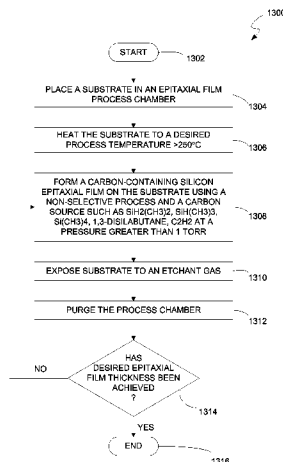 1300
START
1302
PLACE A SUBSTRATE IN AN EPITAXIAL FILM
PROCESS CHAMBER
1304
HEAT THE SUBSTRATE TO A DESIRED
PROCESS TEMPERATURE >250°C
1306
FORM A CARBON-CONTAINING SILICON
EPITAXIAL FILM ON THE SUBSTRATE USING A
NON-SELECTIVE PROCESS AND A CARBON
SOURCE SUCH AS SIH2(CH3)2, SIH(CH3)3,
SI(CH3)4, 1,3-DISILABUTANE, C2H2 AT A
PRESSURE GREATER THAN 1 TORR
1308
EXPOSE SUBSTRATE TO AN ETCHANT GAS
1310
PURGE THE PROCESS CHAMBER
1312
NO
HAS
DESIRED EPITAXIAL
FILM THICKNESS BEEN
ACHIEVED
?
1314
YES
END
1316